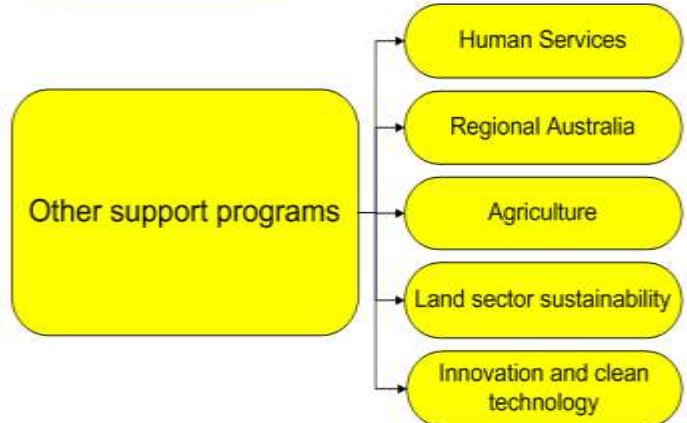 Other support programs
Human Services
Regional Australia
Agriculture
Land sector sustainability
Innovation and clean
technology